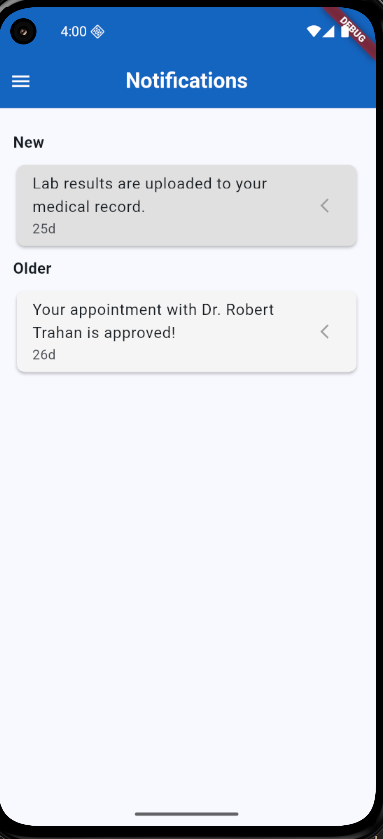 4:00
DEBUG
Notifications
New
Lab results are uploaded to your
medical record.
25d
Older
Your appointment with Dr. Robert
Trahan is approved!
26d